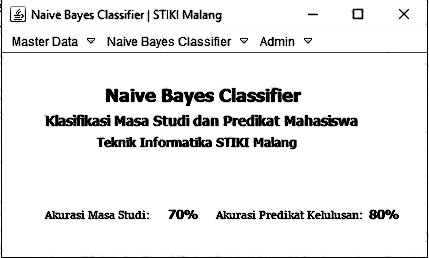 Naive Bayes Classifier | STIKI Malang
Master Data Naive Bayes Classifier Admin
Naive Bayes Classifier
Klasifikasi Masa Studi dan Predikat Mahasiswa
Teknik Informatika STIKI Malang
Akurasi Masa Studi: 70% Akurasi Predikat Kelulusan: 80%